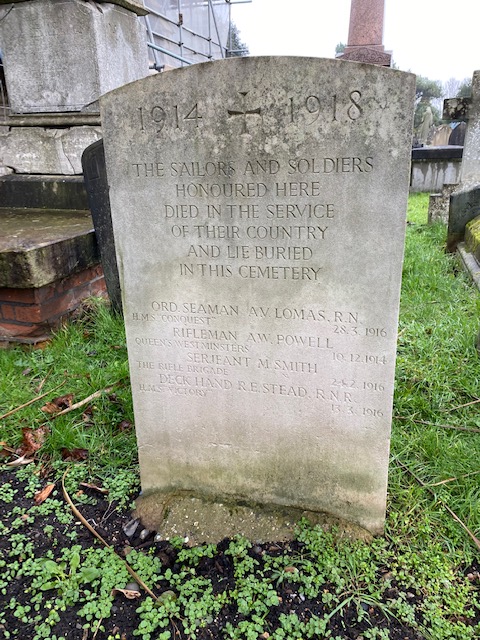 1914 1918
THE SAILORS AND SOLDIERS
HONOURED HERE
DIED IN THE SERVICE
OF THEIR COUNTRY
AND LIE BURIED
IN THIS CEMETERY
ORD. SEAMAN A.V. LOMAS, R.N.
H.M.S. "CONQUEST" 28.3.1916
RIFLEMAN A.W. POWELL
QUEEN'S WESTMINSTERS 19.12.1914
SERJEANT M. SMITH
THE RIFLE BRIGADE 24.2.1916
DECK HAND R.E. STEAD, R.N.R.
H.M.S. "VICTORY" 13.3.1916